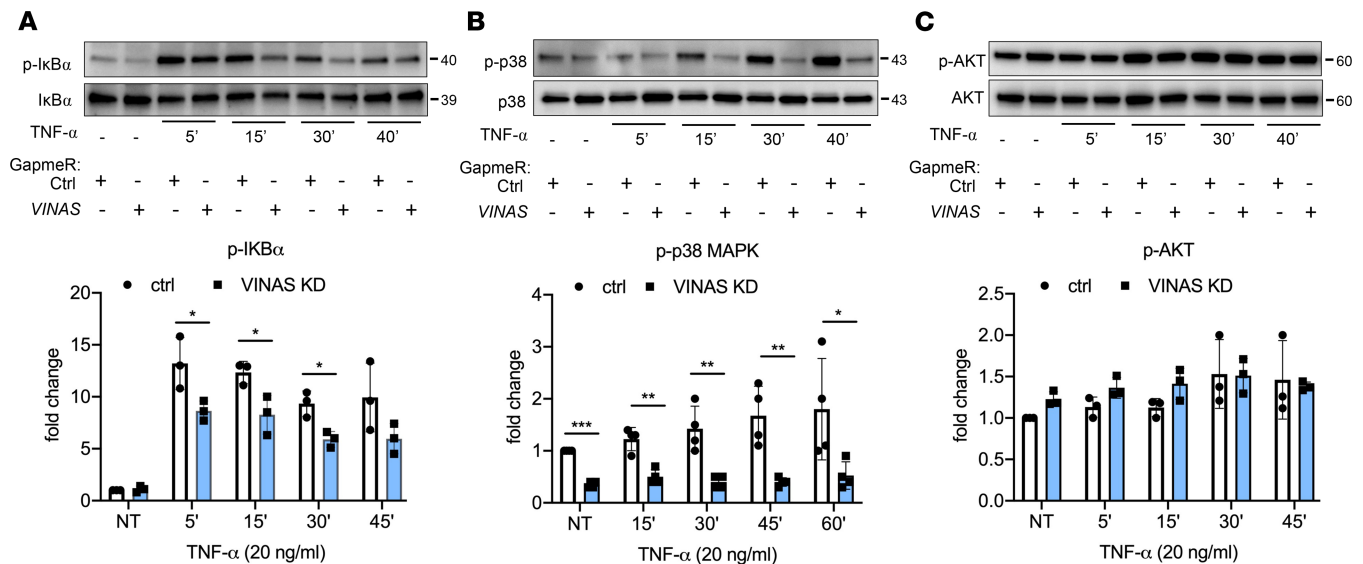 A
p-IκBα
40
IκBα
39
TNF-α - - 5’ 15’ 30’ 40’
GapmeR:
Ctrl + - + - + - + - + -
VINAS - + - + - + - + - +
p-IKBα
ctrl VINAS KD
fold change
20
15
10
5
0
* * *
NT 5' 15' 30' 45'
TNF-α (20 ng/ml)
B
p-p38
43
p38
43
TNF-α - - 5’ 15’ 30’ 40’
GapmeR:
Ctrl + - + - + - + - + -
VINAS - + - + - + - + - +
p-p38 MAPK
ctrl VINAS KD
fold change
4
3
2
1
0
*** ** ** ** *
NT 15' 30' 45' 60'
TNF-α (20 ng/ml)
C
p-AKT
60
AKT
60
TNF-α - - 5’ 15’ 30’ 40’
GapmeR:
Ctrl + - + - + - + - + -
VINAS - + - + - + - + - +
p-AKT
ctrl VINAS KD
fold change
2.5
2.0
1.5
1.0
0.5
0.0
NT 5' 15' 30' 45'
TNF-α (20 ng/ml)